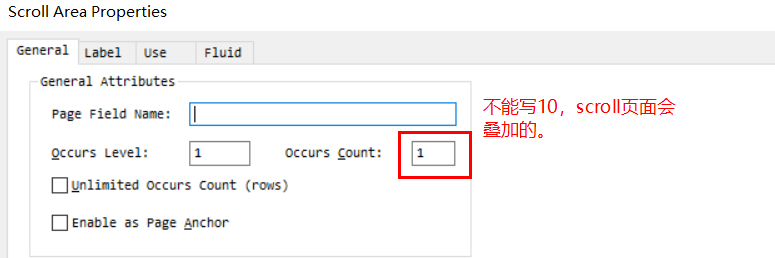 Scroll Area Properties
General Label Use Fluid
General Attributes
Page Field Name:
不能写10，scroll页面会
叠加的。
Occurs Level: 1 Occurs Count: 1
Unlimited Occurs Count (rows)
Enable as Page Anchor